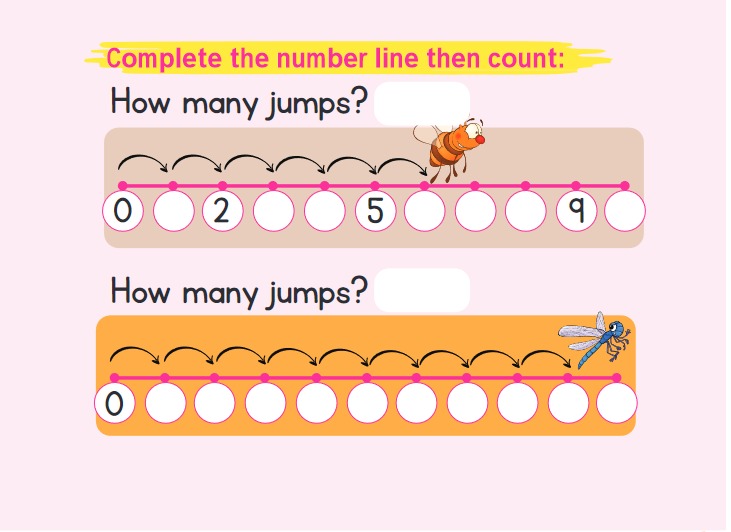 Complete the number line then count:
How many jumps?
0 2 5 9
How many jumps?
0